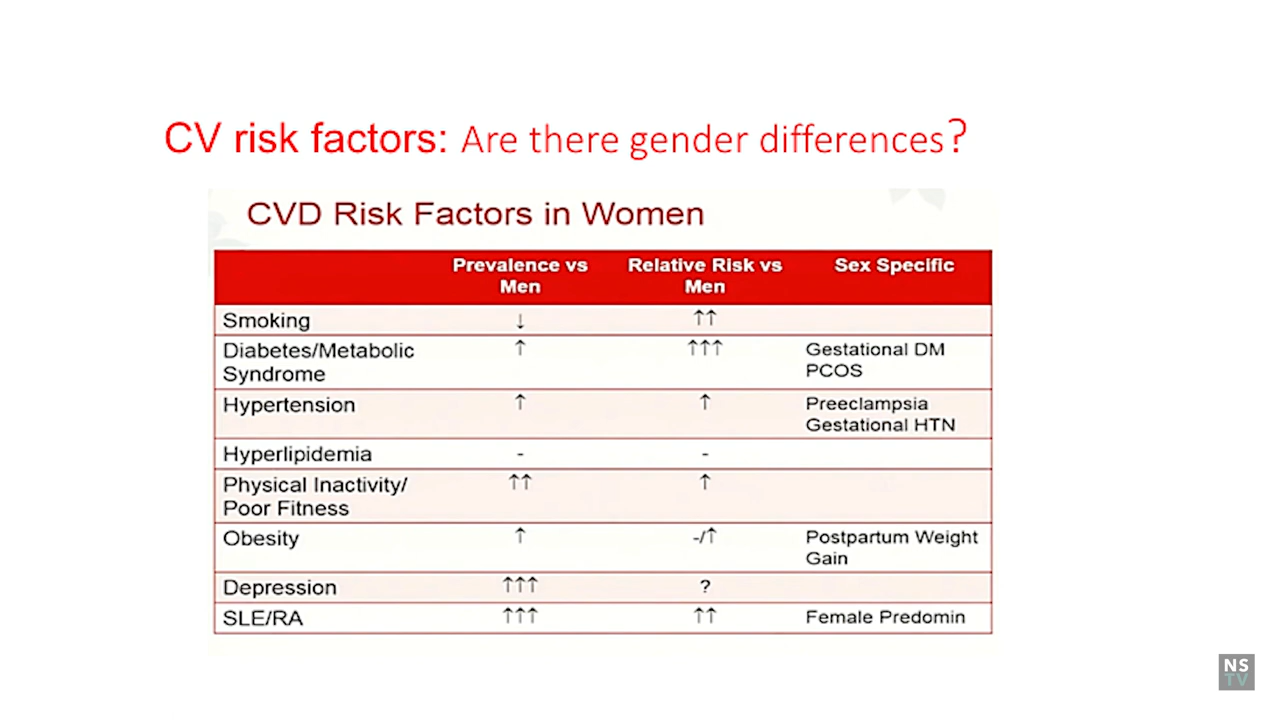 CV risk factors: Are there gender differences?
CVD Risk Factors in Women
Prevalence vs Men Relative Risk vs Men Sex Specific
Smoking ↓ ↑↑
Diabetes/Metabolic Syndrome ↑ ↑↑↑ Gestational DM PCOS
Hypertension ↑ ↑ Preeclampsia Gestational HTN
Hyperlipidemia - -
Physical Inactivity/ Poor Fitness ↑↑ ↑
Obesity ↑ -/↑ Postpartum Weight Gain
Depression ↑↑↑ ?
SLE/RA ↑↑↑ ↑↑ Female Predomin
NS
TV